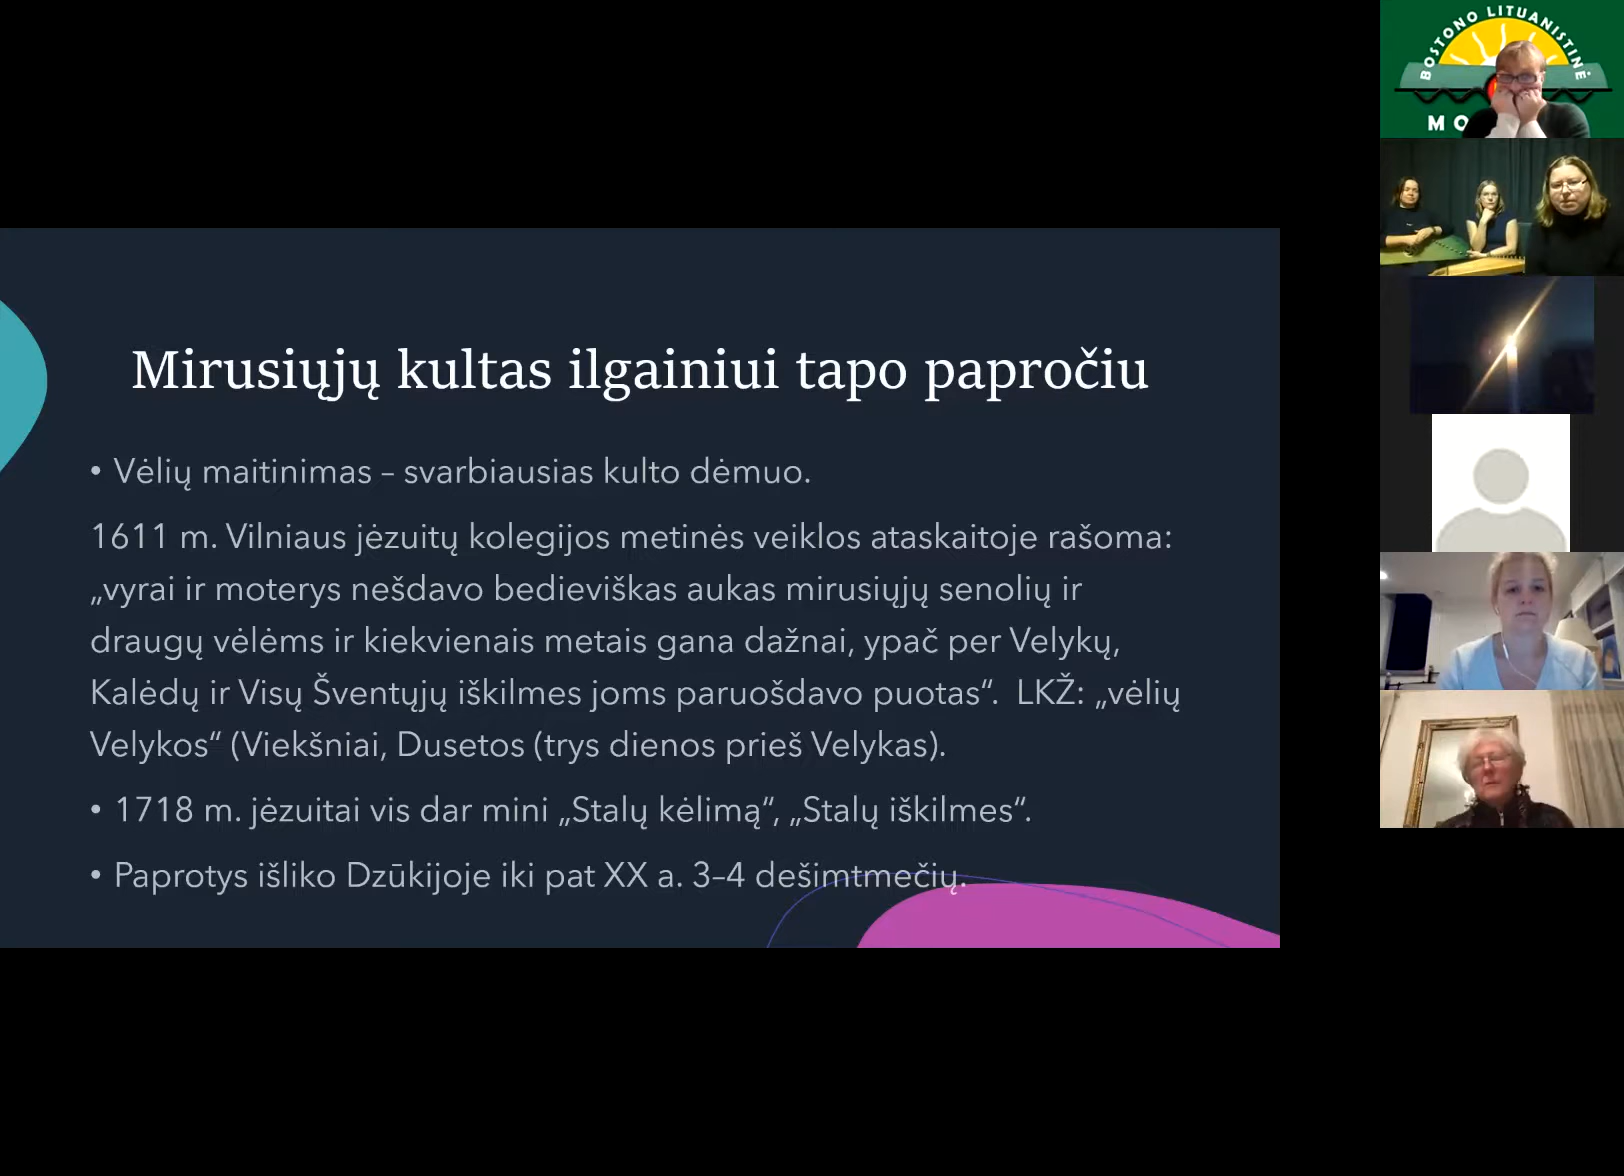 Mirusiųjų kultas ilgainiui tapo papročiu
• Vėlių maitinimas – svarbiausias kulto dėmuo.
1611 m. Vilniaus jėzuitų kolegijos metinės veiklos ataskaitoje rašoma:
„vyrai ir moterys nešdavo bedieviškas aukas mirusiųjų senolių ir
draugų vėlėms ir kiekvienais metais gana dažnai, ypač per Velykų,
Kalėdų ir Visų Šventųjų iškilmes joms paruošdavo puotas“. LKŽ: „vėlių
Velykos“ (Viekšniai, Dusetos (trys dienos prieš Velykas).
• 1718 m. jėzuitai vis dar mini „Stalų kėlimą“, „Stalų iškilmes“.
• Paprotys išliko Dzūkijoje iki pat XX a. 3–4 dešimtmečių.
BOSTONO LITUANISTINĖ